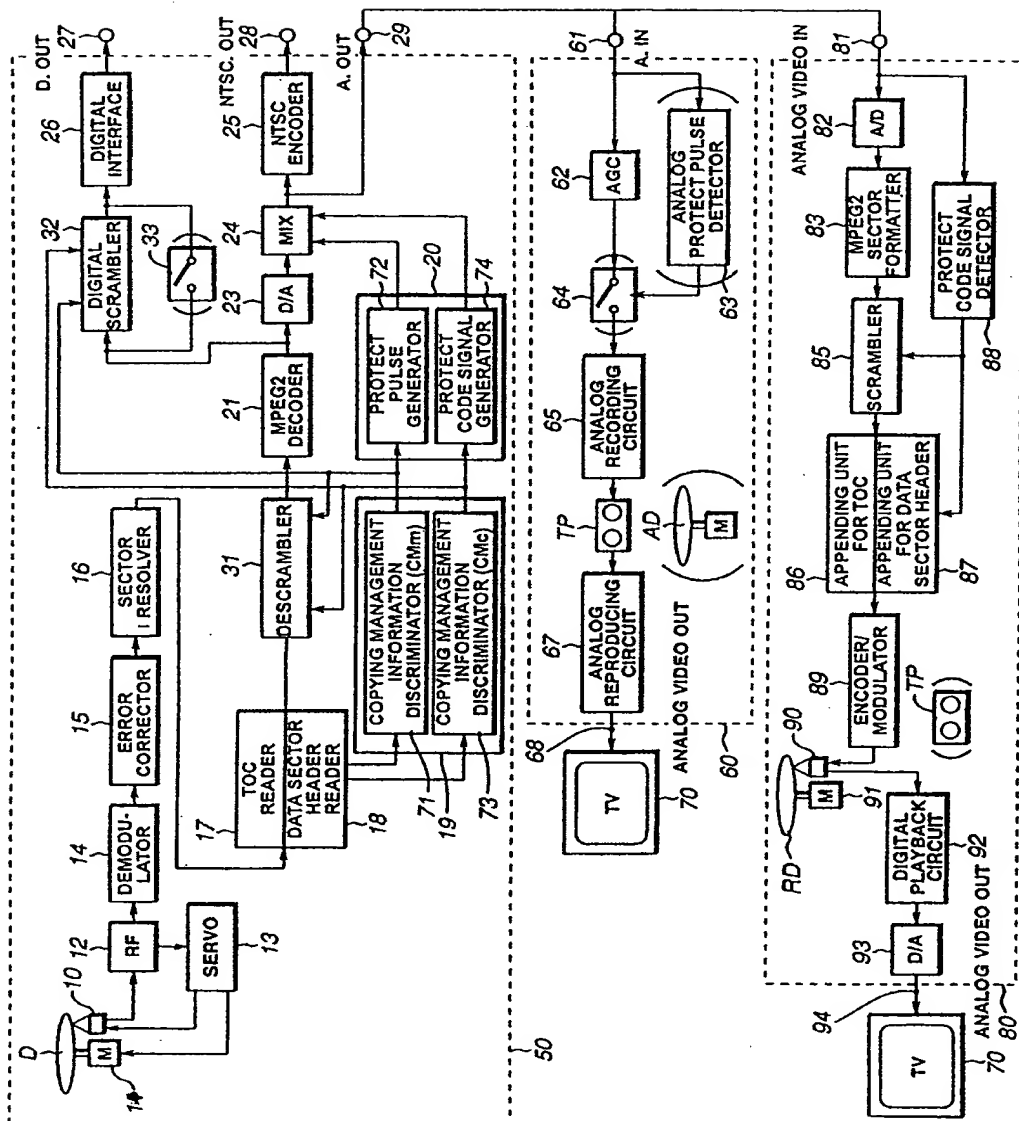 D. OUT
27
26
DIGITAL
INTERFACE
32
DIGITAL
SCRAMBLER
33
NTSC. OUT
28
25
NTSC
ENCODER
A. OUT
29
24
MIX
23
D/A
21
MPEG2
DECODER
31
DESCRAMBLER
72
20
PROTECT
PULSE
GENERATOR
74
PROTECT
CODE SIGNAL
GENERATOR
16
SECTOR
RESOLVER
15
ERROR
CORRECTOR
14
DEMODU-
LATOR
12
RF
13
SERVO
10
D
M
17
TOC
READER
DATA SECTOR
HEADER
READER
18
COPYING MANAGEMENT
INFORMATION
DISCRIMINATOR (CMm)
71
19
COPYING MANAGEMENT
INFORMATION
DISCRIMINATOR (CMc)
73
50
61
A. IN
62
AGC
ANALOG
PROTECT PULSE
DETECTOR
63
64
65
ANALOG
RECORDING
CIRCUIT
TP
AD
M
67
ANALOG
REPRODUCING
CIRCUIT
68
ANALOG VIDEO OUT
60
TV
70
81
ANALOG VIDEO IN
82
A/D
83
MPEG2
SECTOR
FORMATTER
85
SCRAMBLER
PROTECT
CODE SIGNAL
DETECTOR
88
86
APPENDING UNIT
FOR TOC
APPENDING UNIT
FOR DATA
SECTOR HEADER
87
89
ENCODER/
MODULATOR
TP
90
M
91
RD
DIGITAL
PLAYBACK
CIRCUIT
92
93
D/A
94
ANALOG VIDEO OUT
80
TV
70